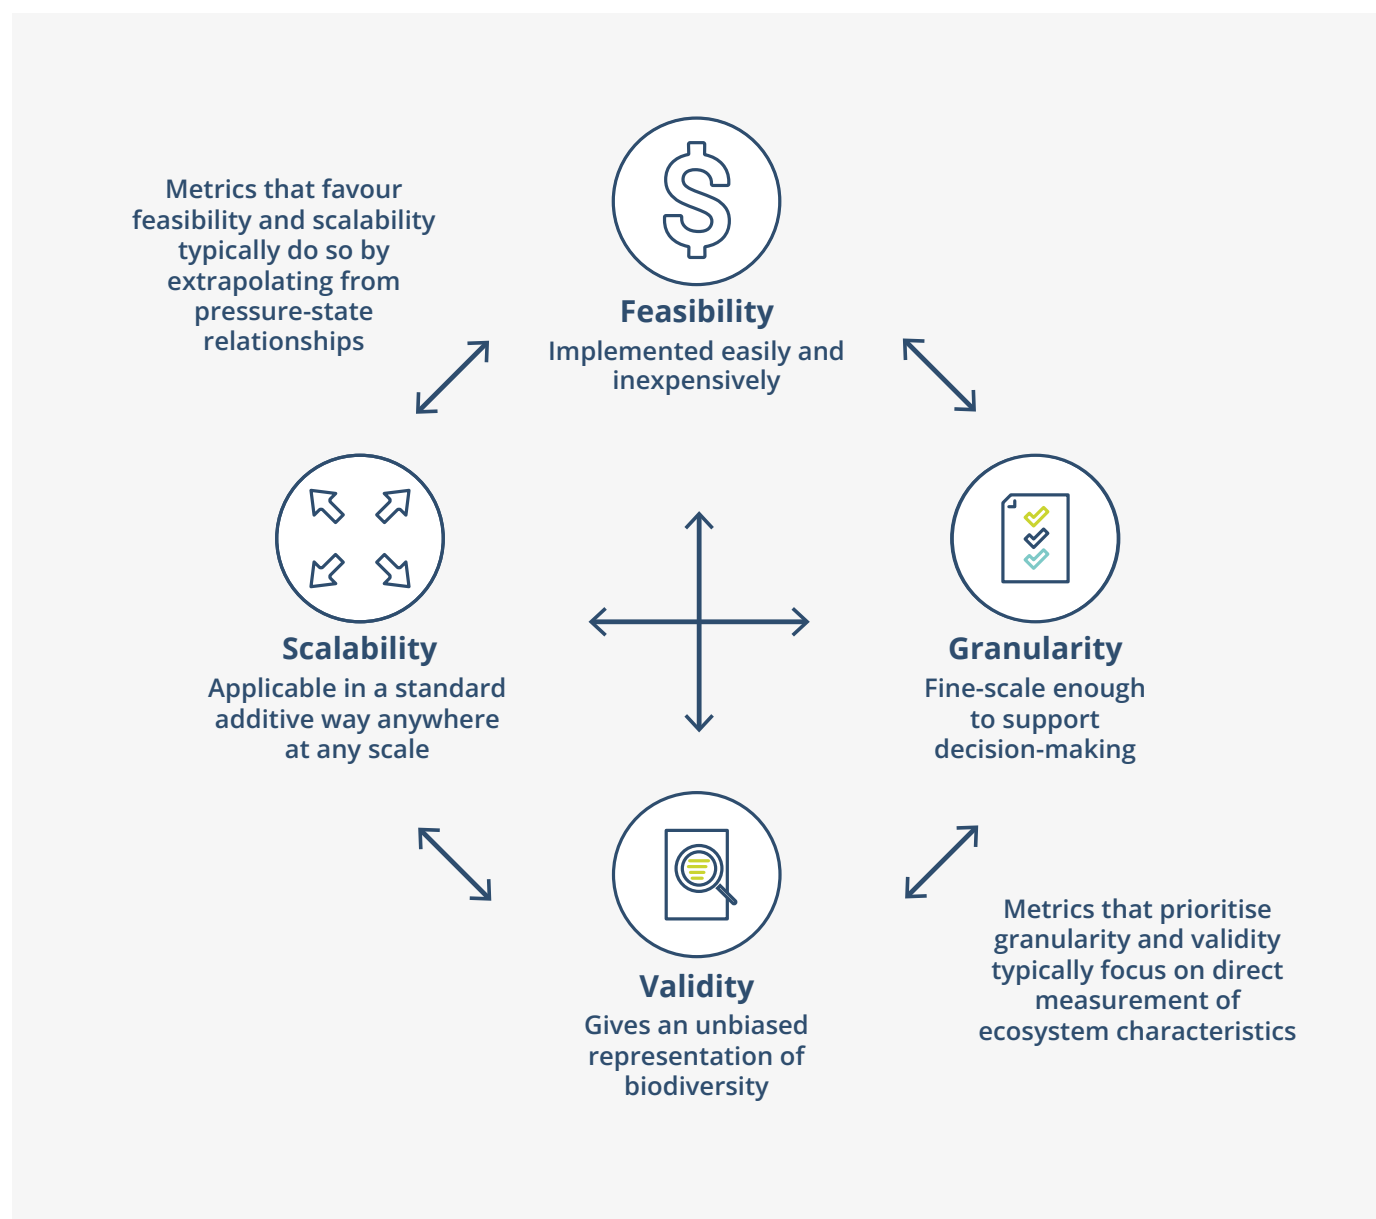 Metrics that favour
feasibility and scalability
typically do so by
extrapolating from
pressure-state
relationships
Feasibility
Implemented easily and
inexpensively
Scalability
Applicable in a standard
additive way anywhere
at any scale
Granularity
Fine-scale enough
to support
decision-making
Validity
Gives an unbiased
representation of
biodiversity
Metrics that prioritise
granularity and validity
typically focus on direct
measurement of
ecosystem characteristics